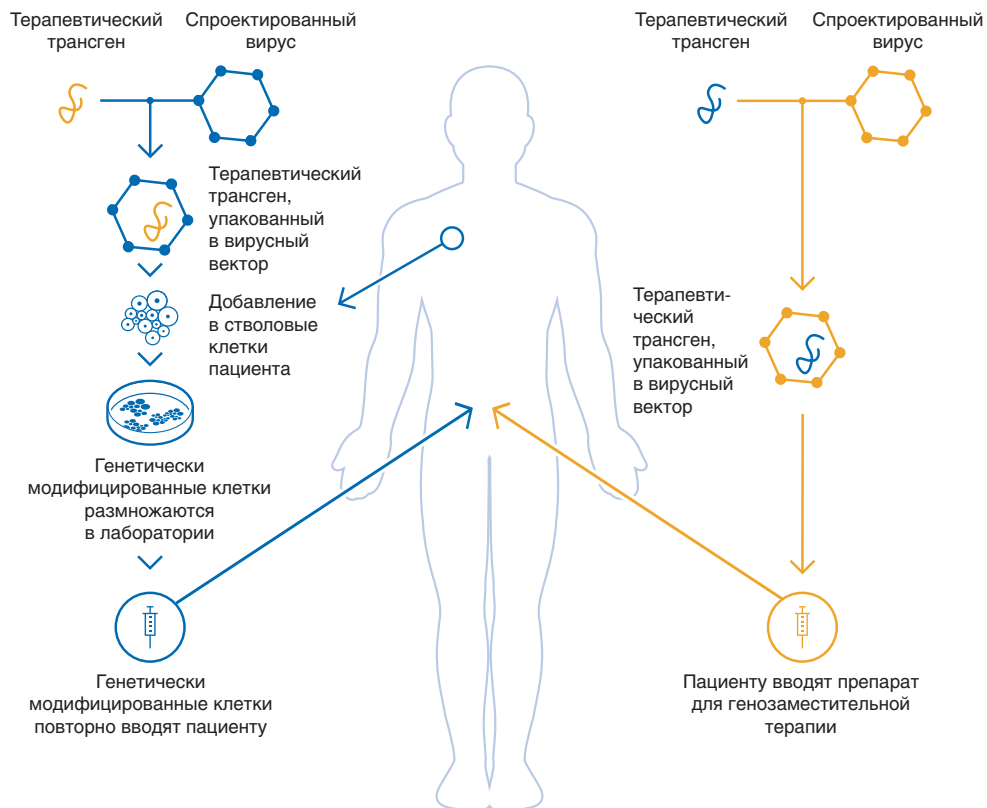 Терапевтический
трансген
Спроектированный
вирус
Терапевтический
трансген,
упакованный
в вирусный
вектор
Добавление
в стволовые
клетки
пациента
Генетически
модифицированные клетки
размножаются
в лаборатории
Генетически
модифицированные клетки
повторно вводят пациенту
Терапевтический
трансген
Спроектированный
вирус
Терапевти-
ческий
трансген,
упакованный
в вирусный
вектор
Пациенту вводят препарат
для генозаместительной
терапии